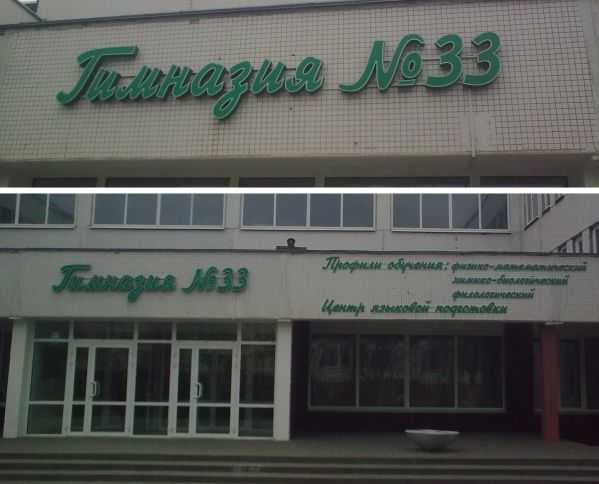 Гимназия №33
Гимназия №33
Профили обучения: физико-математический
химико-биологический
филологический
Центр языковой подготовки